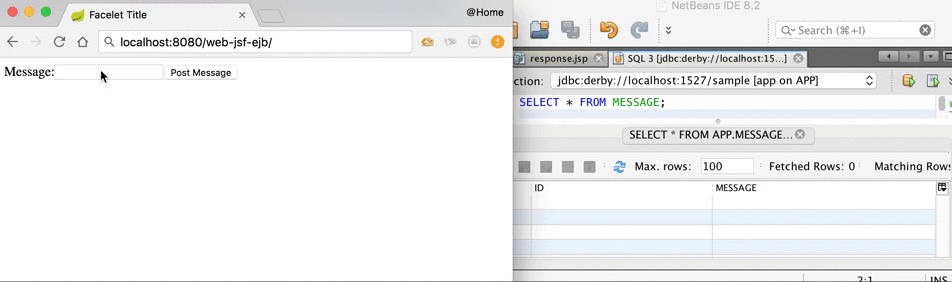 Facelet Title
@Home
localhost:8080/web-jsf-ejb/
Message:
Post Message
NetBeans IDE 8.2
Search (⌘+I)
response.jsp
SQL 3 [jdbc:derby://localhost:15...]
ction:
jdbc:derby://localhost:1527/sample [app on APP]
SELECT * FROM MESSAGE;
SELECT * FROM APP.MESSAGE...
Max. rows:
100
Fetched Rows: 0
Matching Rows
ID
MESSAGE
2:1
INS